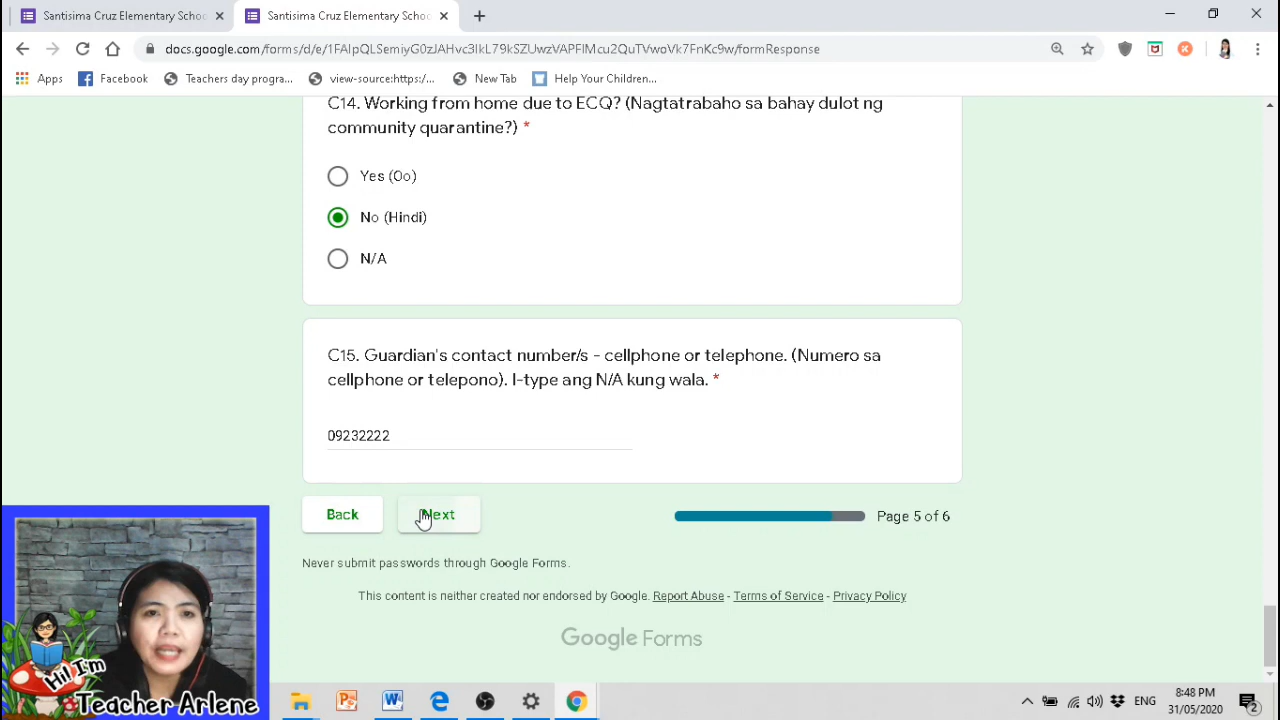 Santisima Cruz Elementary Schoo
Santisima Cruz Elementary Schoo
docs.google.com/forms/d/e/1FAIpQLSemiyG0zJAHvc3IkL79kSZUwzVAPFlMcu2QuTVwoVk7FnKc9w/formResponse
Apps
Facebook
Teachers day progra...
view-source:https:/...
New Tab
Help Your Children...
C14. Working from home due to ECQ? (Nagtatrabaho sa bahay dulot ng
community quarantine?) *
Yes (Oo)
No (Hindi)
N/A
C15. Guardian's contact number/s - cellphone or telephone. (Numero sa
cellphone or telepono). I-type ang N/A kung wala. *
09232222
Back
Next
Page 5 of 6
Never submit passwords through Google Forms.
This content is neither created nor endorsed by Google. Report Abuse - Terms of Service - Privacy Policy
Google Forms
Hi! I'm
Teacher Arlene
ENG
8:48 PM
31/05/2020
2